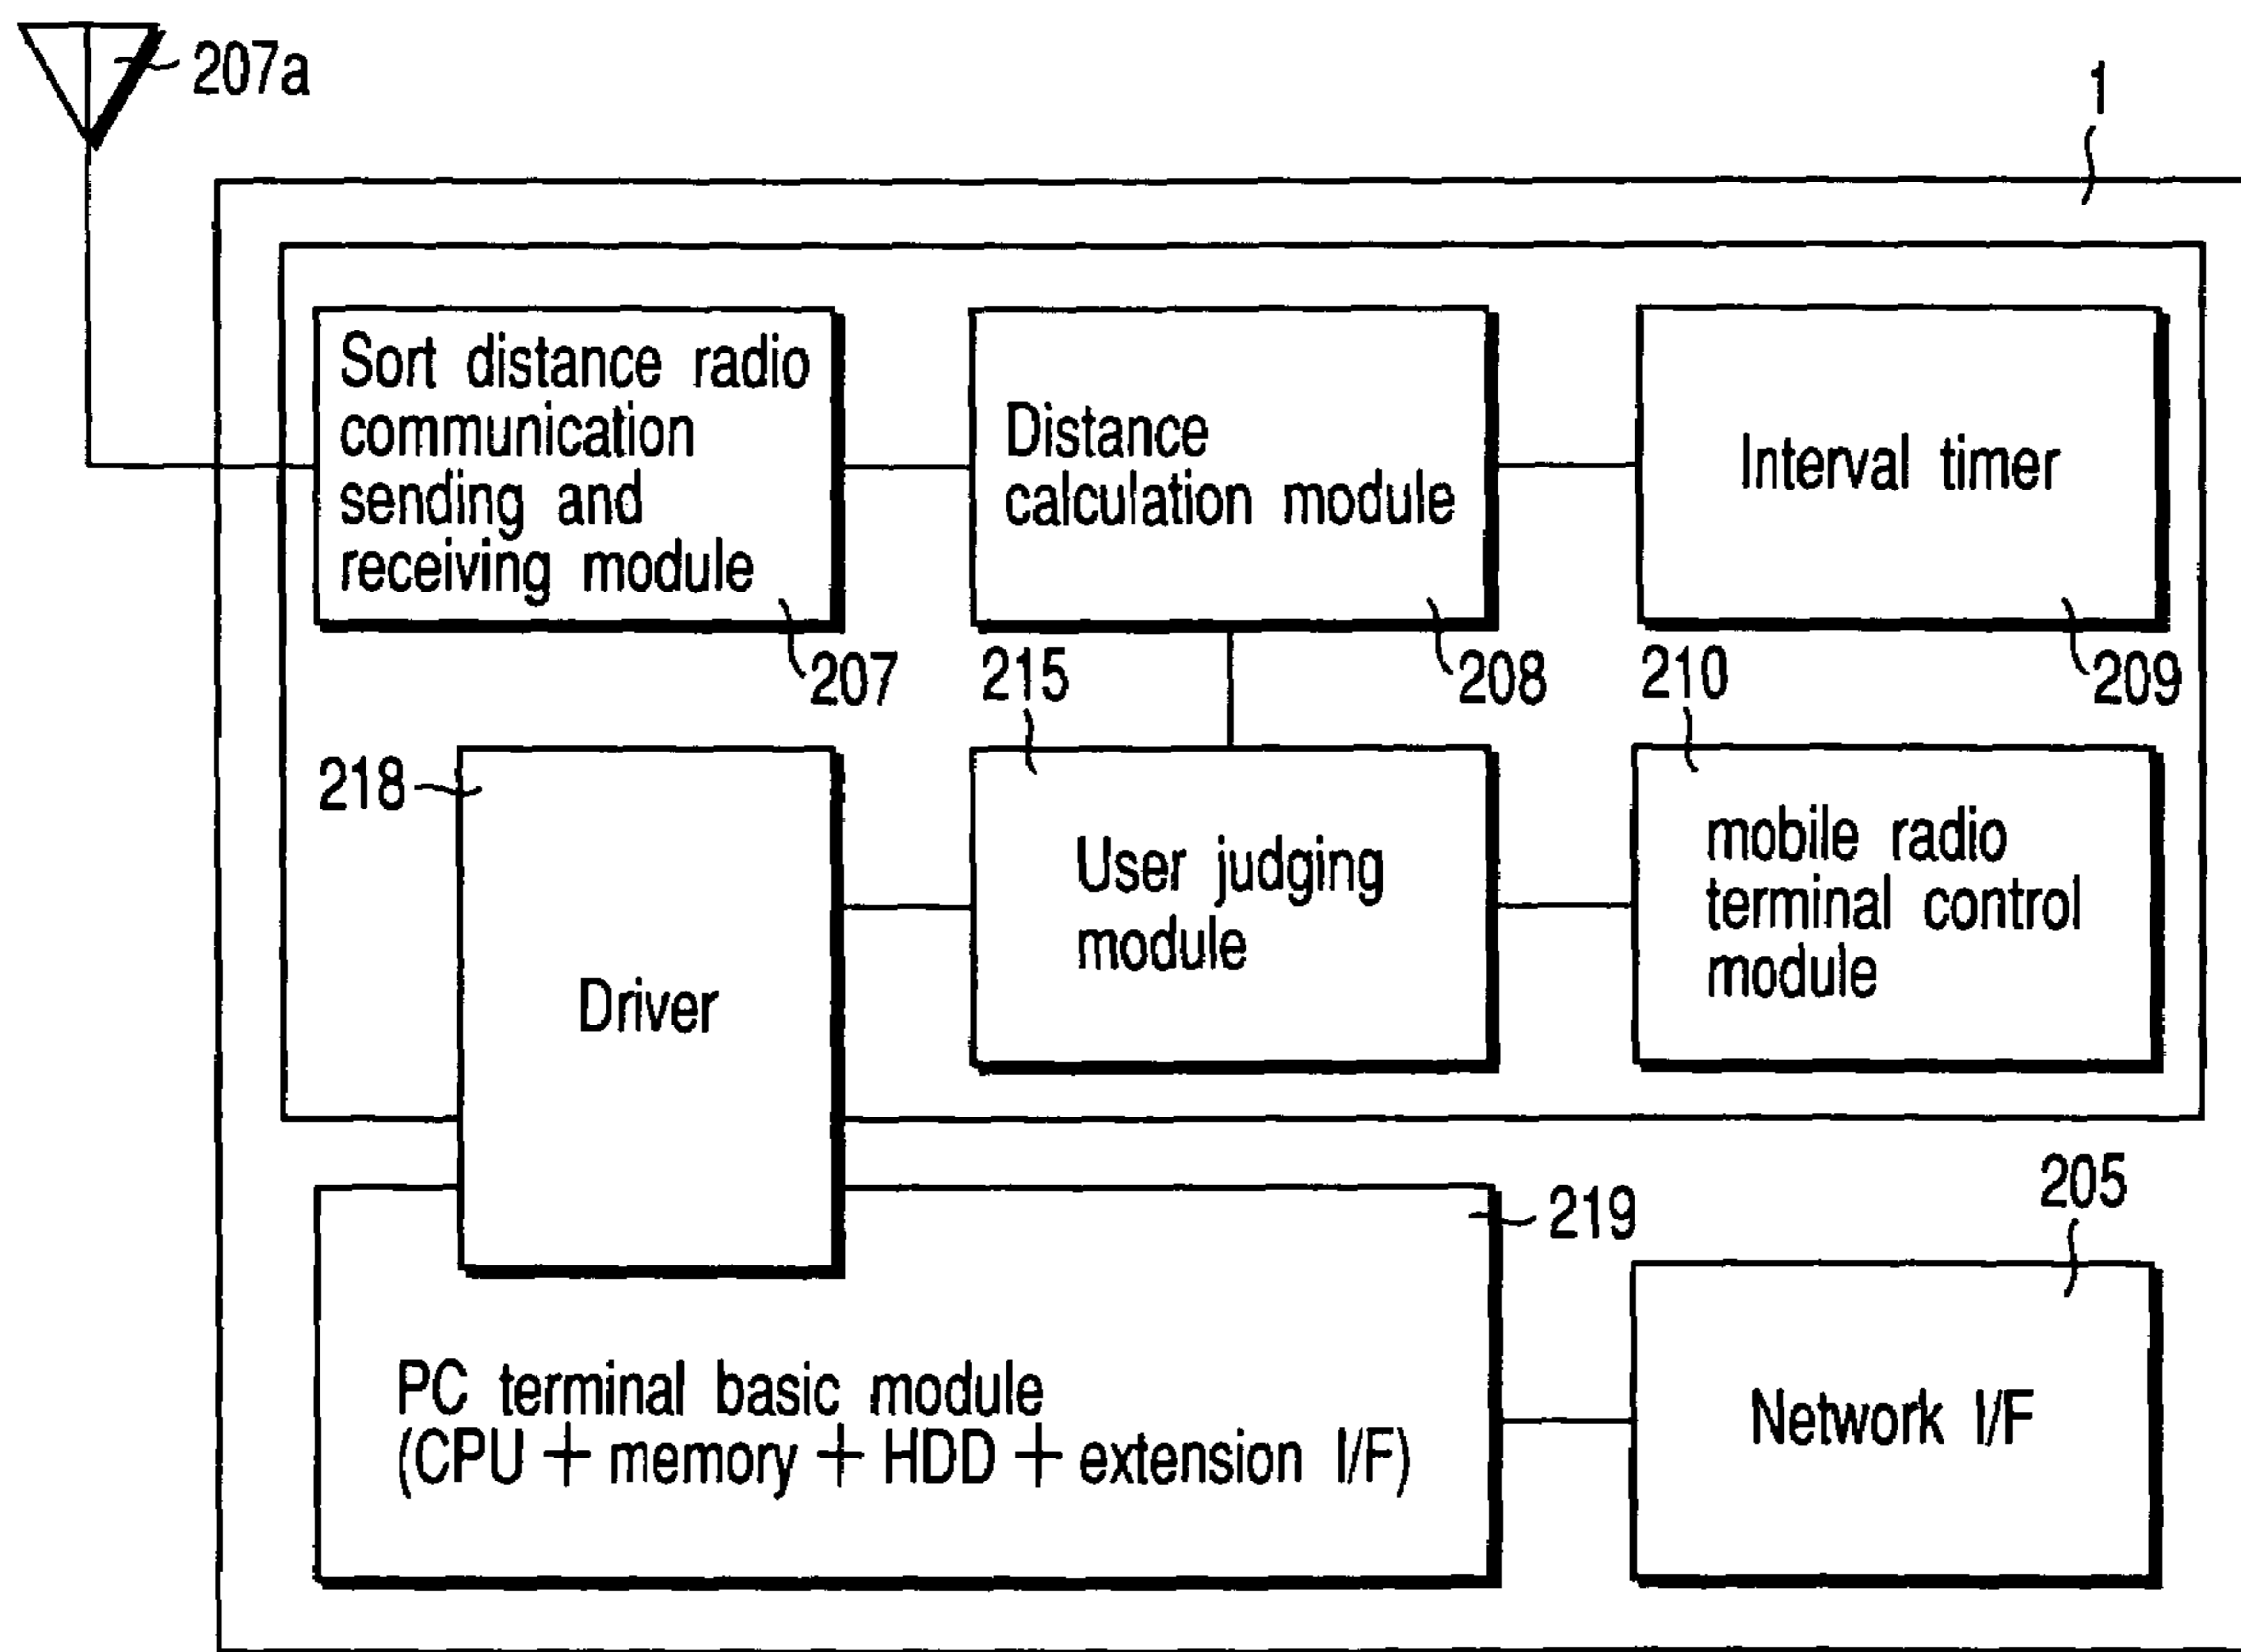 207a
1
Sort distance radio
communication
sending and
receiving module
207
Distance
calculation module
208
Interval timer
209
218
Driver
215
User judging
module
210
mobile radio
terminal control
module
219
PC terminal basic module
(CPU + memory + HDD + extension I/F)
205
Network I/F